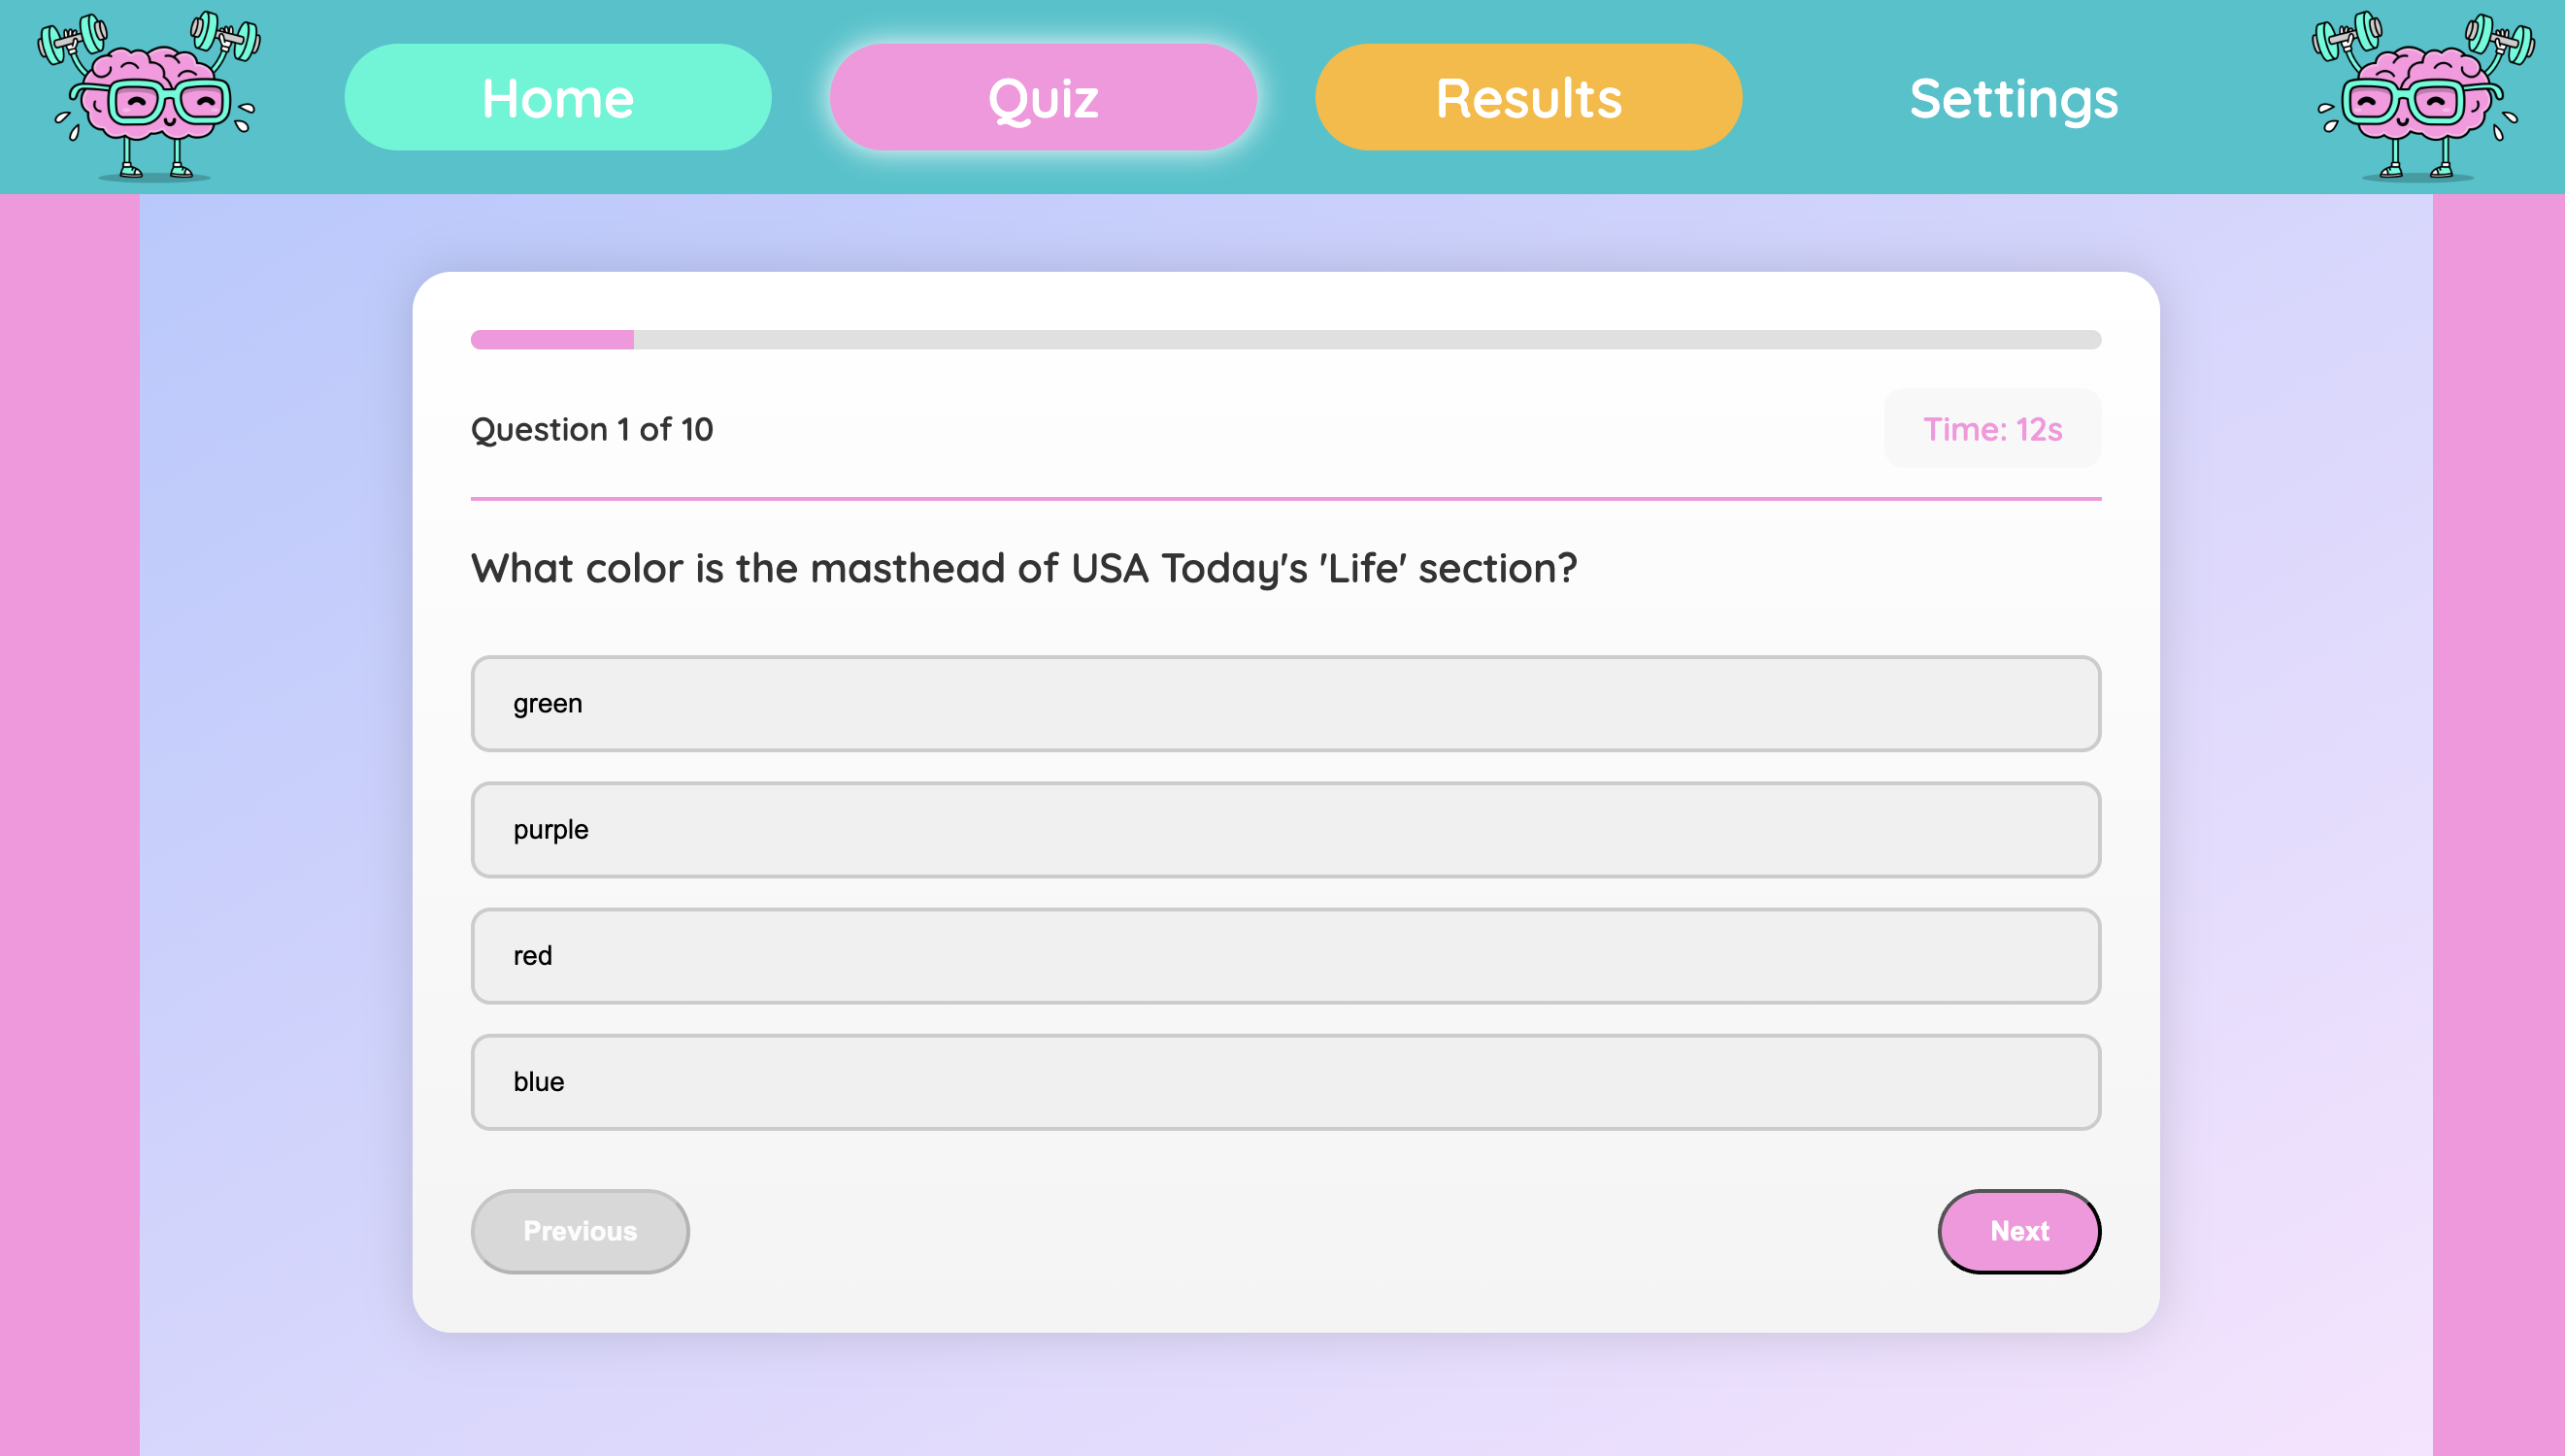 Home
Quiz
Results
Settings
Question 1 of 10
Time: 12s
What color is the masthead of USA Today's 'Life' section?
green
purple
red
blue
Previous
Next